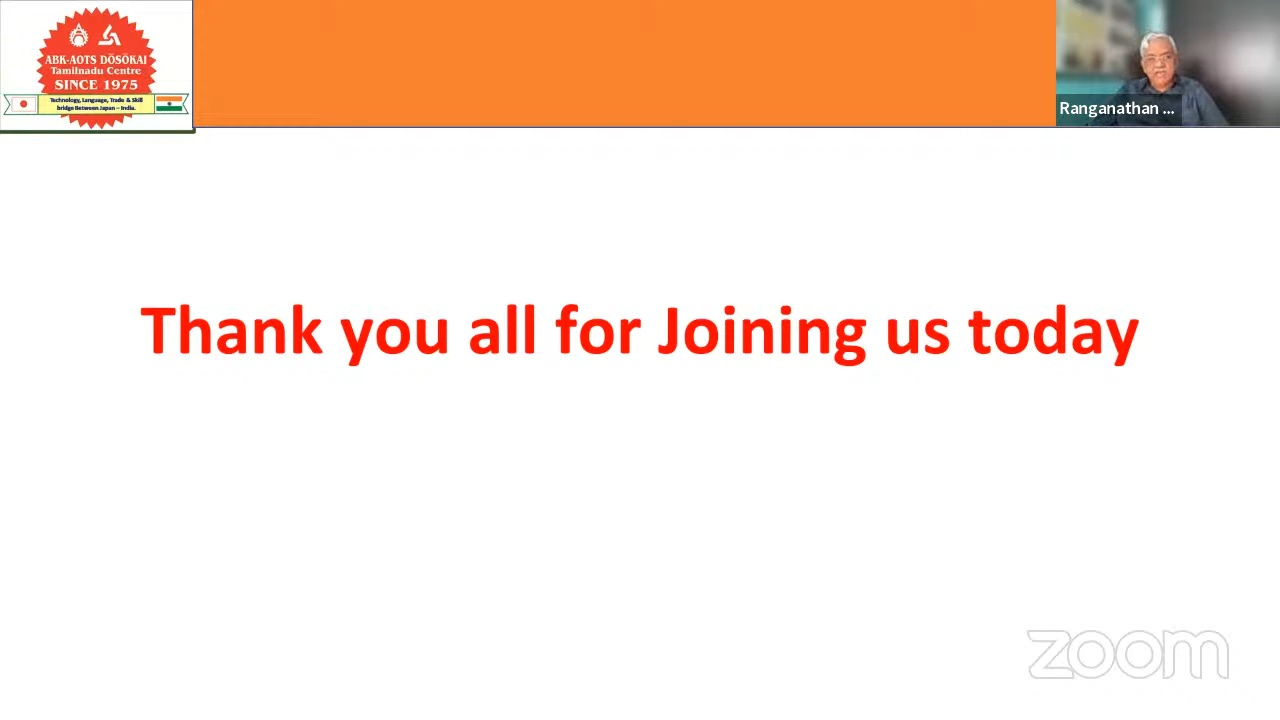 ABK-AOTS DŌSŌKAI
Tamilnadu Centre
SINCE 1975
Technology, Language, Trade & Skill
bridge Between Japan – India.
Ranganathan ...
Thank you all for Joining us today
zoom